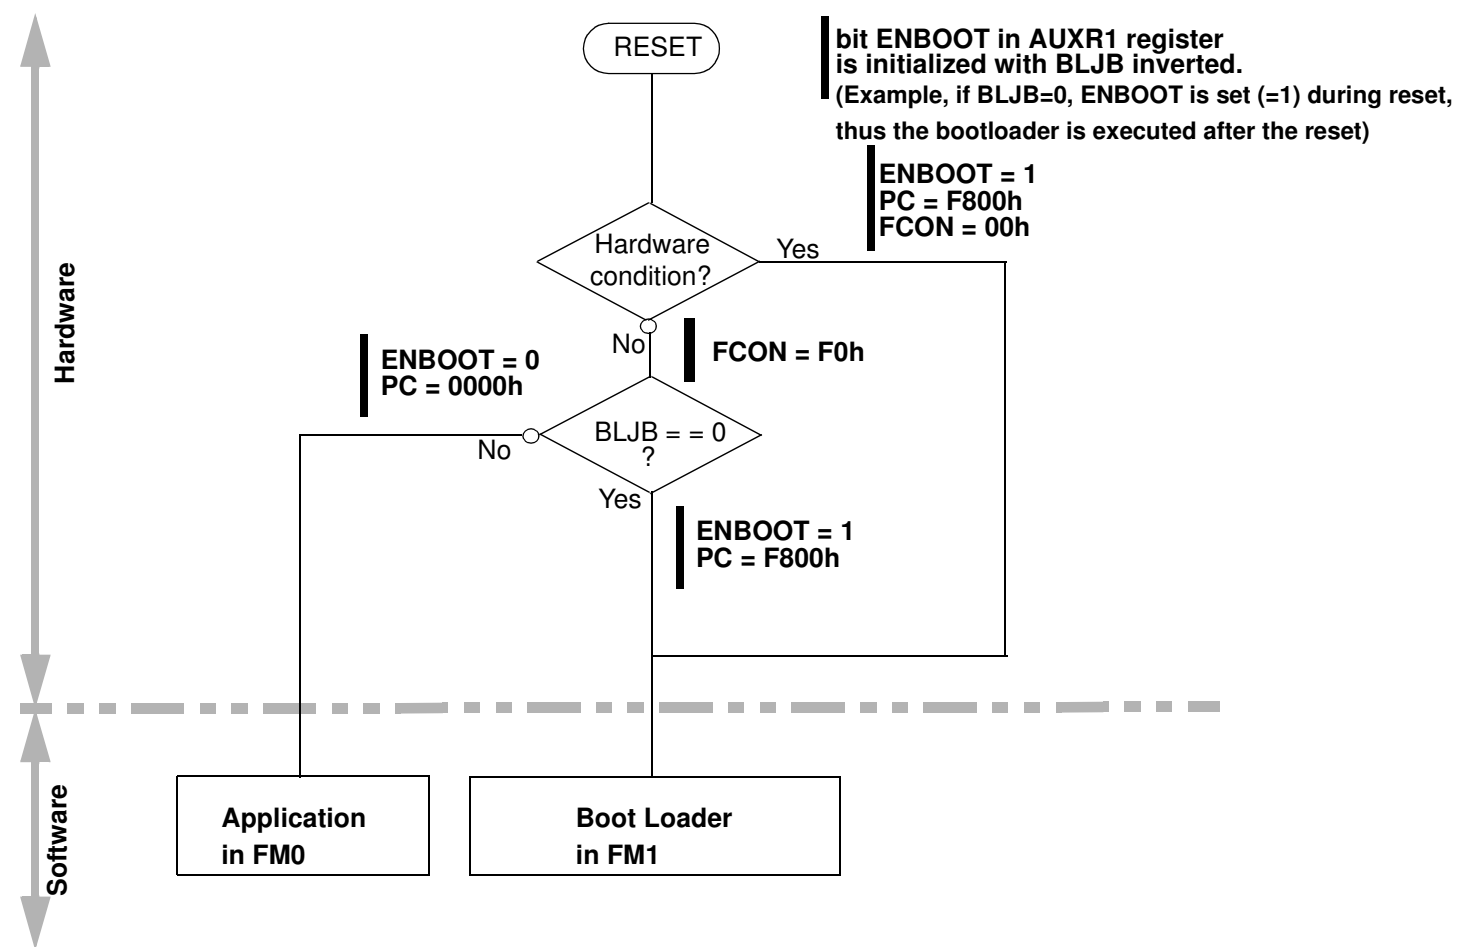 RESET
bit ENBOOT in AUXR1 register
is initialized with BLJB inverted.
(Example, if BLJB=0, ENBOOT is set (=1) during reset,
thus the bootloader is executed after the reset)
ENBOOT = 1
PC = F800h
FCON = 00h
Hardware
condition?
Yes
No
FCON = F0h
Hardware
ENBOOT = 0
PC = 0000h
BLJB = = 0
?
No
Yes
ENBOOT = 1
PC = F800h
Software
Application
in FM0
Boot Loader
in FM1